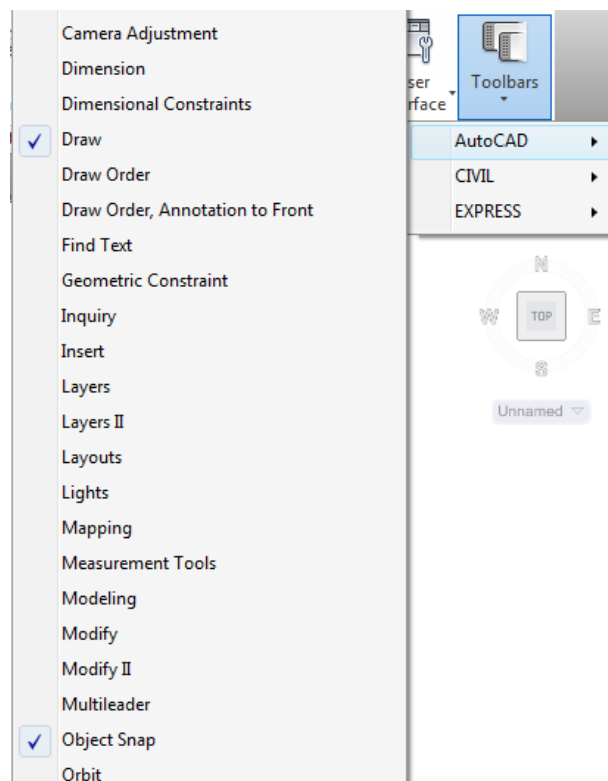 Camera Adjustment
Dimension
Dimensional Constraints
Draw
Draw Order
Draw Order, Annotation to Front
Find Text
Geometric Constraint
Inquiry
Insert
Layers
Layers II
Layouts
Lights
Mapping
Measurement Tools
Modeling
Modify
Modify II
Multileader
Object Snap
Orbit
ser
rface
Toolbars
AutoCAD
CIVIL
EXPRESS
N
W
TOP
E
S
Unnamed